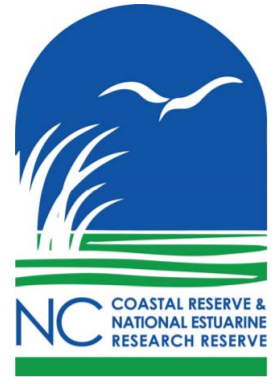 NC COASTAL RESERVE &
NATIONAL ESTUARINE
RESEARCH RESERVE